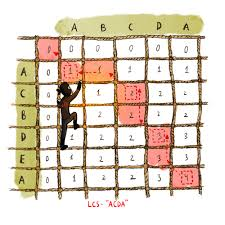 A B C D A
0 0 0 0 0 0
A 0 1 1 1 1 1
C 0 1 2 2 2
B 0 2 2 2 2
D 0 1 2 2 3 3
E 0 1 2 2 3 3
A 0 1 2 2 3 4
LCS - "ACDA"